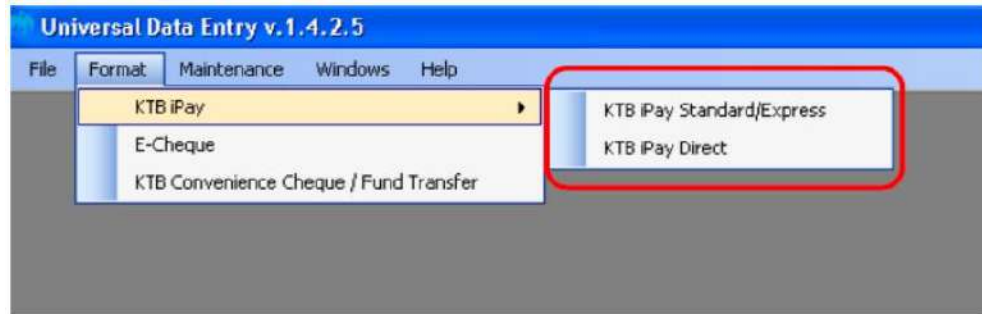 Universal Data Entry v.1.4.2.5
File Format Maintenance Windows Help
KTB iPay
E-Cheque
KTB Convenience Cheque / Fund Transfer
KTB iPay Standard/Express
KTB iPay Direct